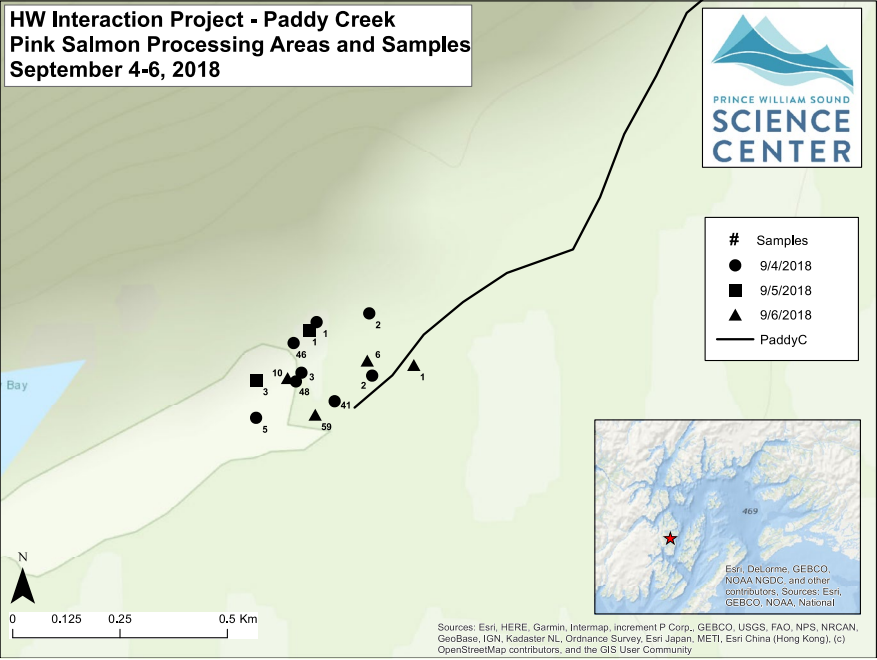 HW Interaction Project - Paddy Creek
Pink Salmon Processing Areas and Samples
September 4-6, 2018
PRINCE WILLIAM SOUND
SCIENCE
CENTER
# Samples
9/4/2018
9/5/2018
9/6/2018
PaddyC
2
1
1
46
6
10
3
2
1
3
48
41
5
59
Bay
469
Esri, DeLorme, GEBCO,
NOAA NGDC, and other
contributors, Sources: Esri,
GEBCO, NOAA, National
N
0 0.125 0.25 0.5 Km
Sources: Esri, HERE, Garmin, Intermap, increment P Corp., GEBCO, USGS, FAO, NPS, NRCAN,
GeoBase, IGN, Kadaster NL, Ordnance Survey, Esri Japan, METI, Esri China (Hong Kong), (c)
OpenStreetMap contributors, and the GIS User Community